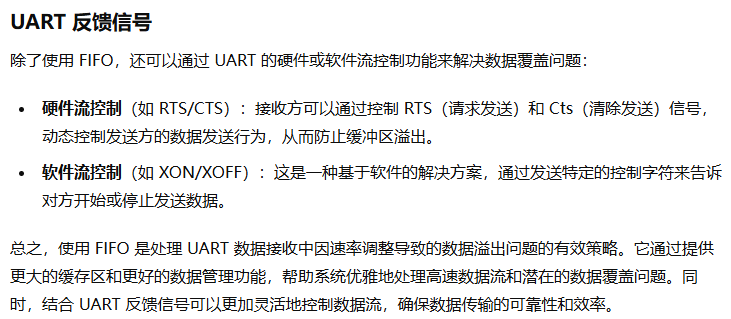 UART 反馈信号
除了使用 FIFO，还可以通过 UART 的硬件或软件流控制功能来解决数据覆盖问题：
• 硬件流控制（如 RTS/CTS）：接收方可以通过控制 RTS（请求发送）和 Cts（清除发送）信号，
动态控制发送方的数据发送行为，从而防止缓冲区溢出。
• 软件流控制（如 XON/XOFF）：这是一种基于软件的解决方案，通过发送特定的控制字符来告诉
对方开始或停止发送数据。
总之，使用 FIFO 是处理 UART 数据接收中因速率调整导致的数据溢出问题的有效策略。它通过提供
更大的缓存区和更好的数据管理功能，帮助系统优雅地处理高速数据流和潜在的数据覆盖问题。同
时，结合 UART 反馈信号可以更加灵活地控制数据流，确保数据传输的可靠性和效率。